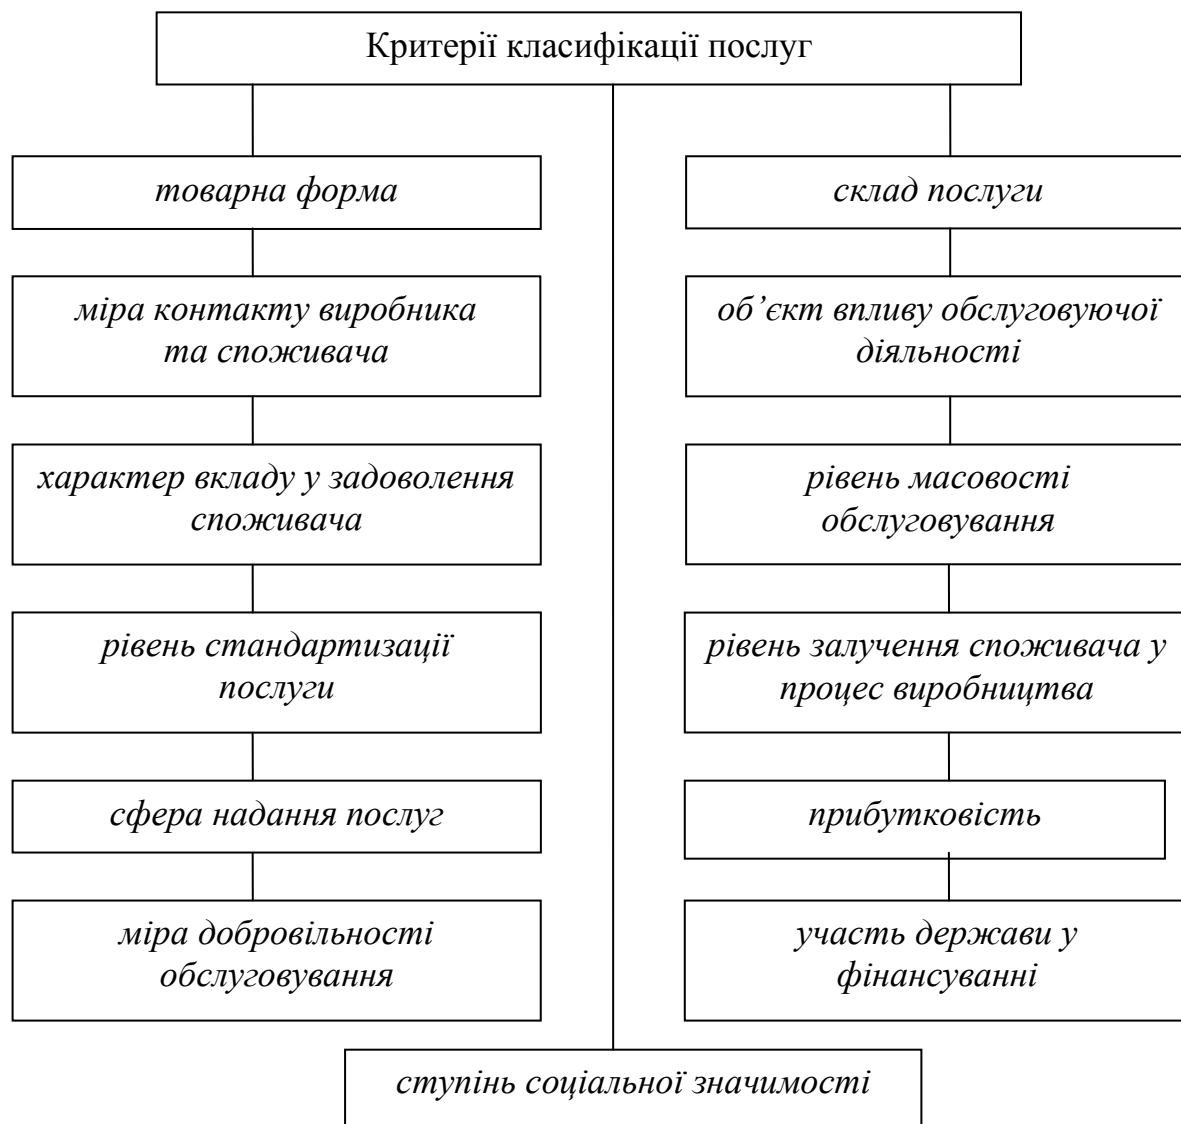 Критерії класифікації послуг
товарна форма
міра контакту виробника
та споживача
характер вкладу у задоволення
споживача
рівень стандартизації
послуги
сфера надання послуг
міра добровільності
обслуговування
склад послуги
об’єкт впливу обслуговуючої
діяльності
рівень масовості
обслуговування
рівень залучення споживача у
процес виробництва
прибутковість
участь держави у
фінансуванні
ступінь соціальної значимості